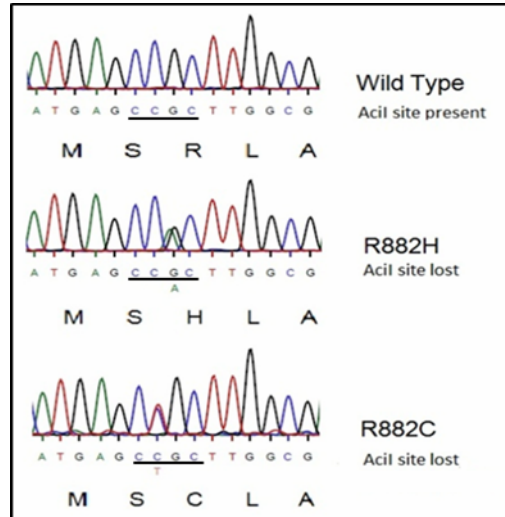 Wild Type
A T G A G C C G C T T G G C G
AciI site present
M S R L A
R882H
A T G A G C C G C T T G G C G
AciI site lost
A
M S H L A
R882C
A T G A G C C G C T T G G C G
AciI site lost
T
M S C L A